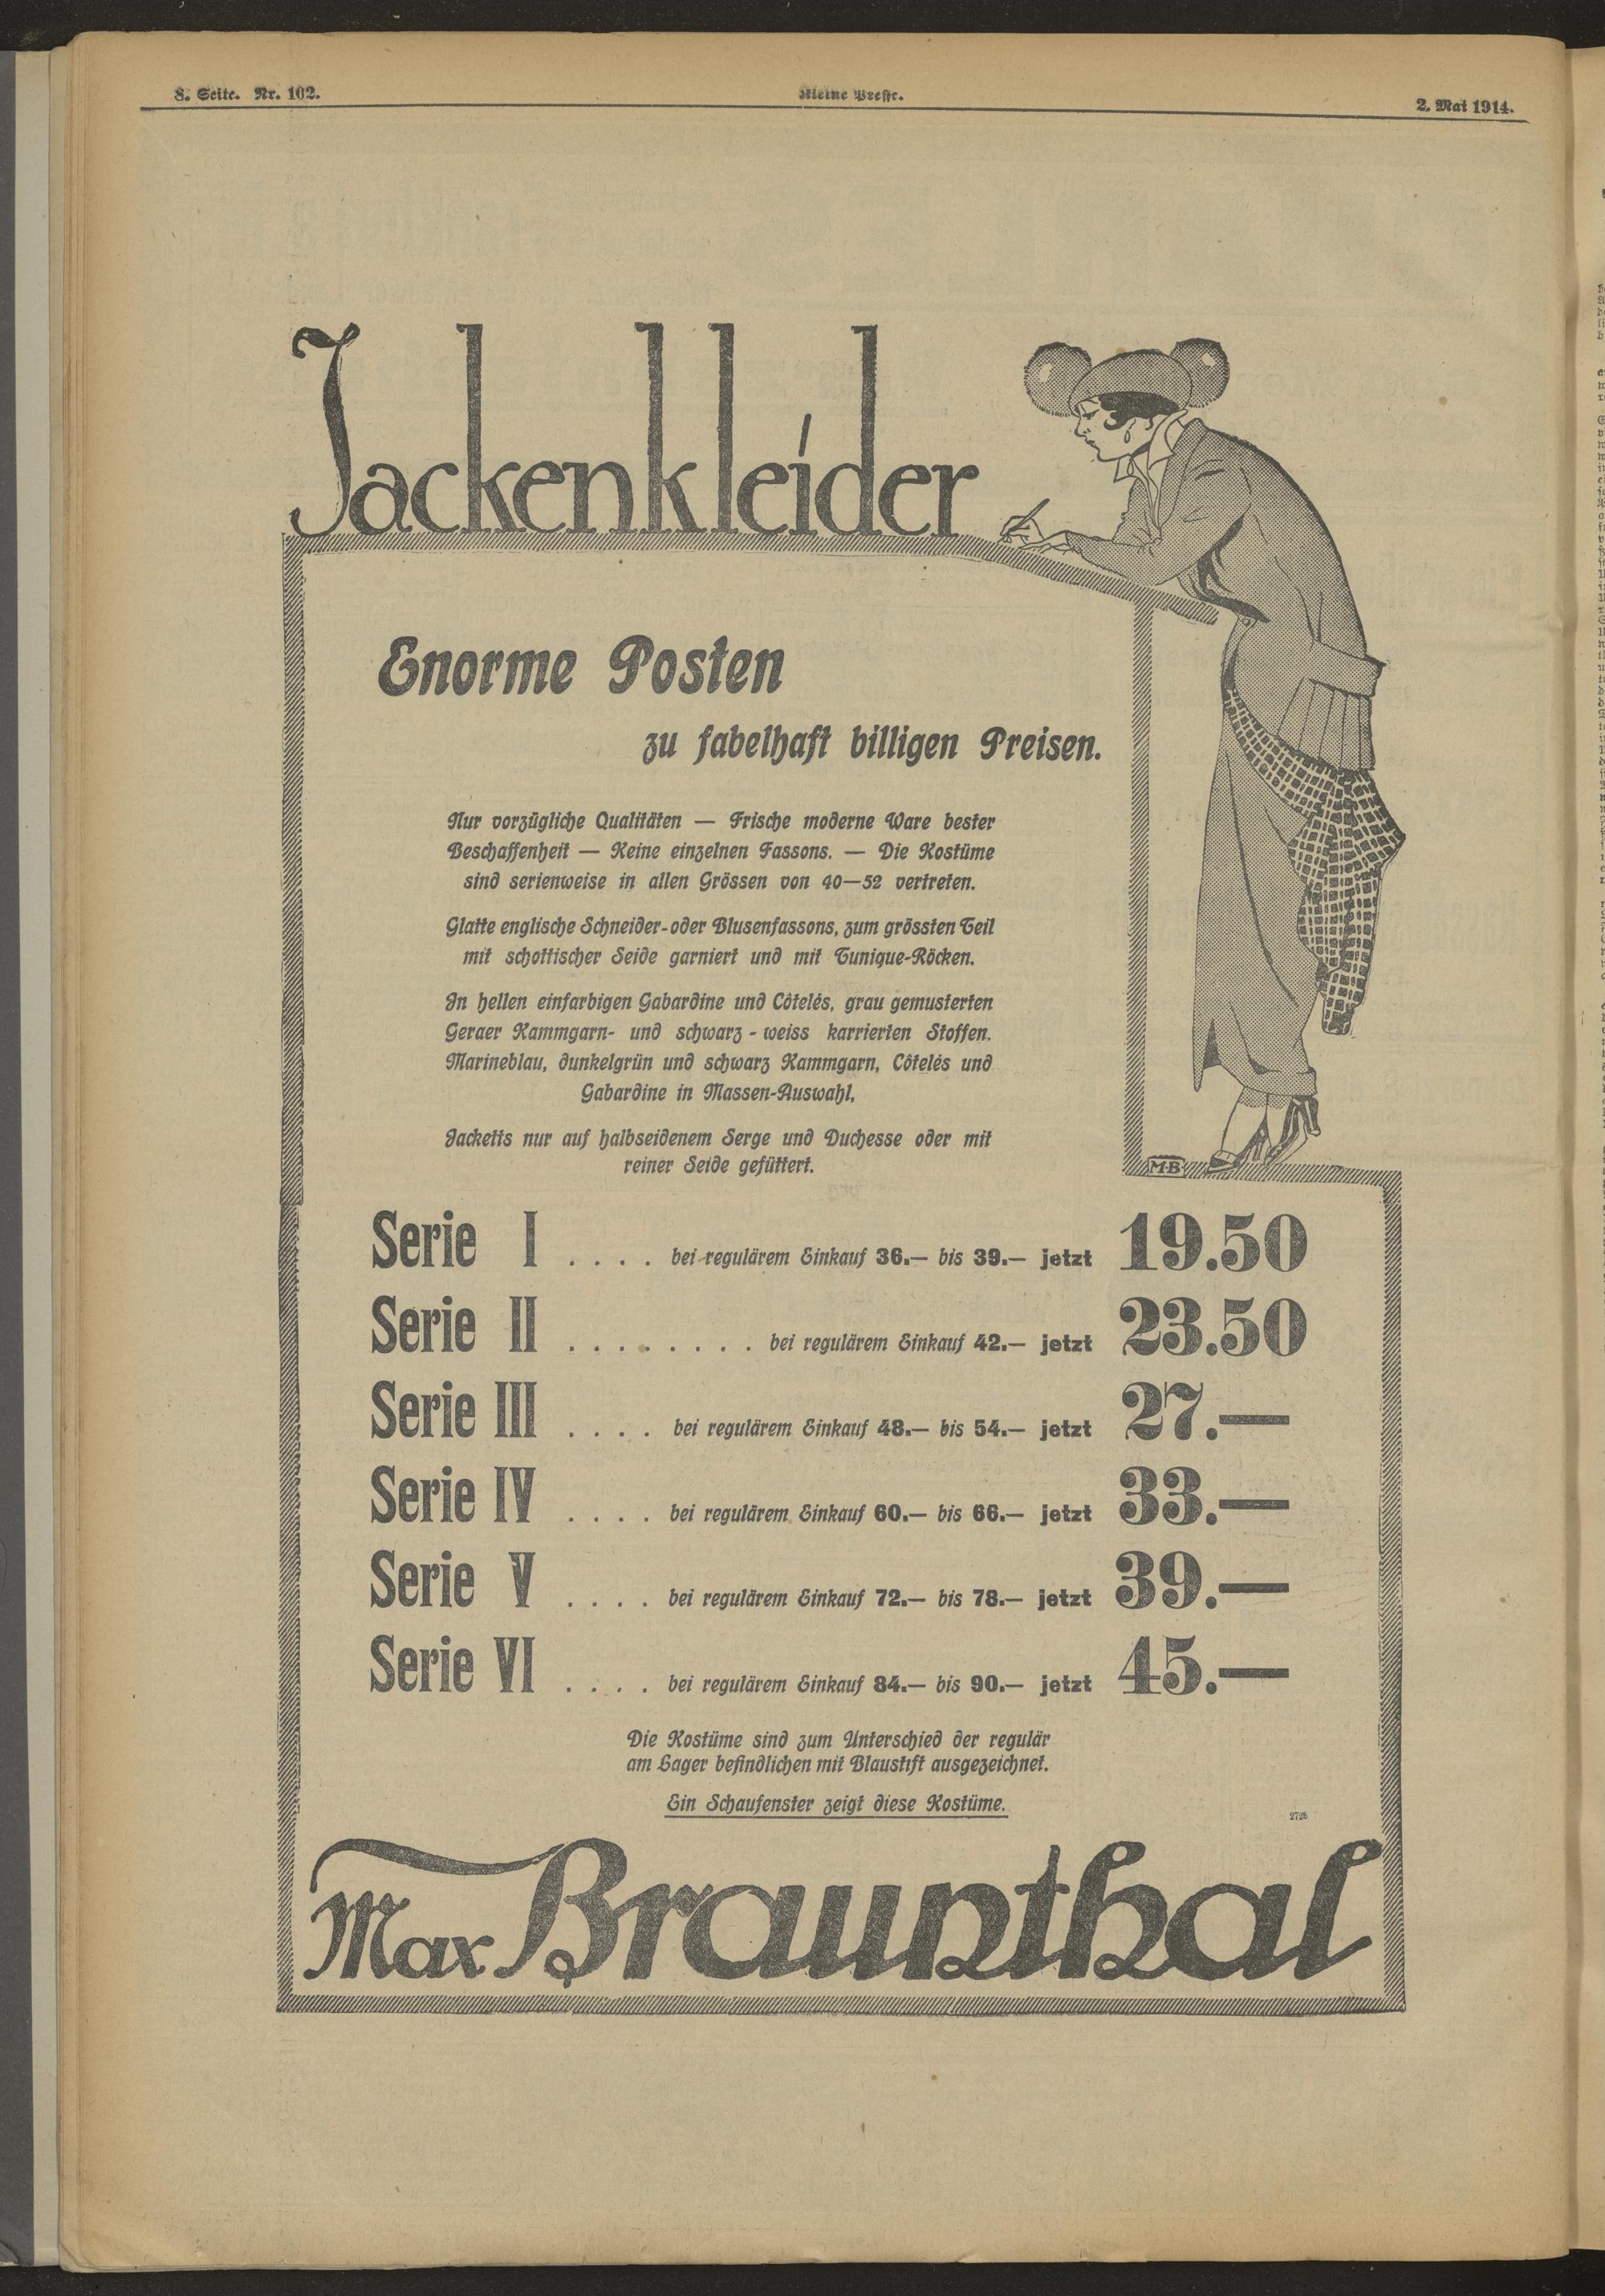 8. Seite. Nr. 102.
Kleine Presse.
2. Mai 1914.
Jackenkleider
Enorme Posten
zu fabelhaft billigen Preisen.
Nur vorzügliche Qualitäten — Frische moderne Ware bester
Beschaffenheit — Keine einzelnen Fassons. — Die Kostüme
sind serienweise in allen Grössen von 40—52 vertreten.
Glatte englische Schneider- oder Blusenfassons, zum grössten Teil
mit schottischer Seide garniert und mit Tunique-Röcken.
In hellen einfarbigen Gabardine und Côtelés, grau gemusterten
Geraer Kammgarn- und schwarz - weiss karrierten Stoffen.
Marineblau, dunkelgrün und schwarz Kammgarn, Côtelés und
Gabardine in Massen-Auswahl,
Jacketts nur auf halbseidenem Serge und Duchesse oder mit
reiner Seide gefüttert.
M·B
Serie I . . . . bei regulärem Einkauf 36.— bis 39.— jetzt 19.50
Serie II . . . . . . . . bei regulärem Einkauf 42.— jetzt 23.50
Serie III . . . . bei regulärem Einkauf 48.— bis 54.— jetzt 27.—
Serie IV . . . . bei regulärem Einkauf 60.— bis 66.— jetzt 33.—
Serie V . . . . bei regulärem Einkauf 72.— bis 78.— jetzt 39.—
Serie VI . . . . bei regulärem Einkauf 84.— bis 90.— jetzt 45.—
Die Kostüme sind zum Unterschied der regulär
am Lager befindlichen mit Blaustift ausgezeichnet.
Ein Schaufenster zeigt diese Kostüme.
Max Braunthal